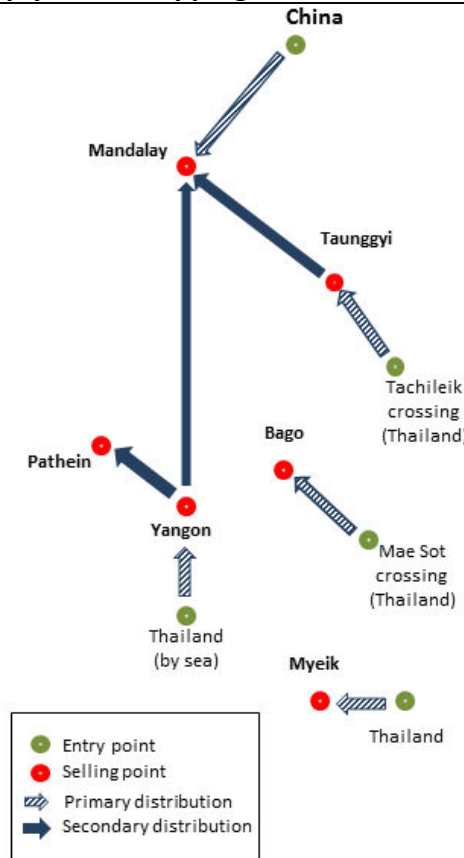 China
Mandalay
Taunggyi
Tachileik
crossing
(Thailand)
Bago
Pathein
Yangon
Mae Sot
crossing
(Thailand)
Thailand
(by sea)
Myeik
Thailand
Entry point
Selling point
Primary distribution
Secondary distribution